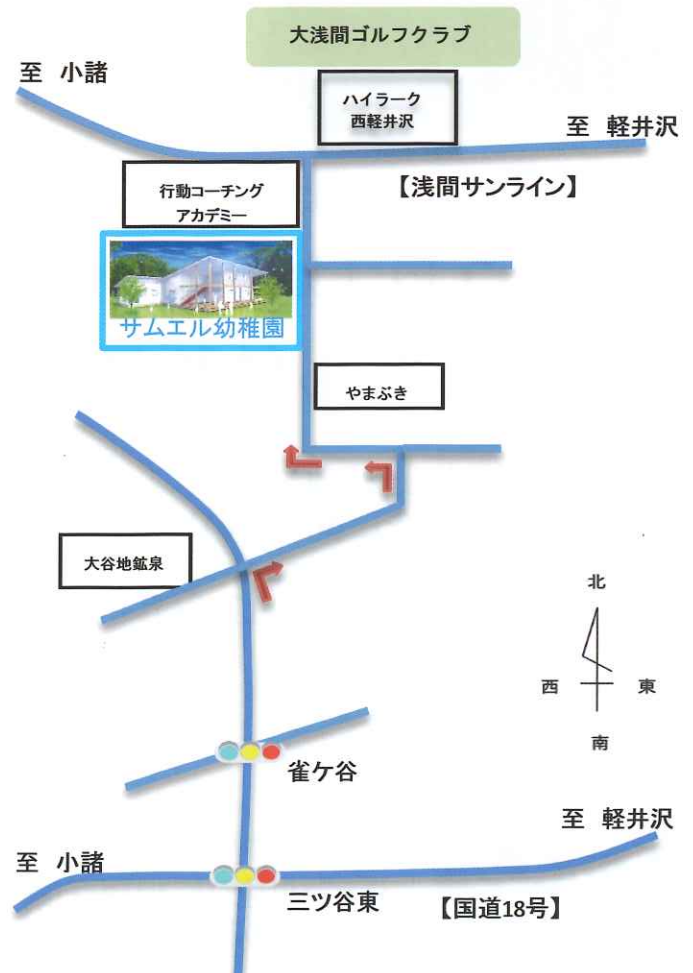 大浅間ゴルフクラブ
至 小諸
ハイラーク
西軽井沢
至 軽井沢
行動コーチング
アカデミー
【浅間サンライン】
サムエル幼稚園
やまぶき
大谷地鉱泉
北
西
東
南
雀ケ谷
至 軽井沢
至 小諸
三ツ谷東
【国道18号】